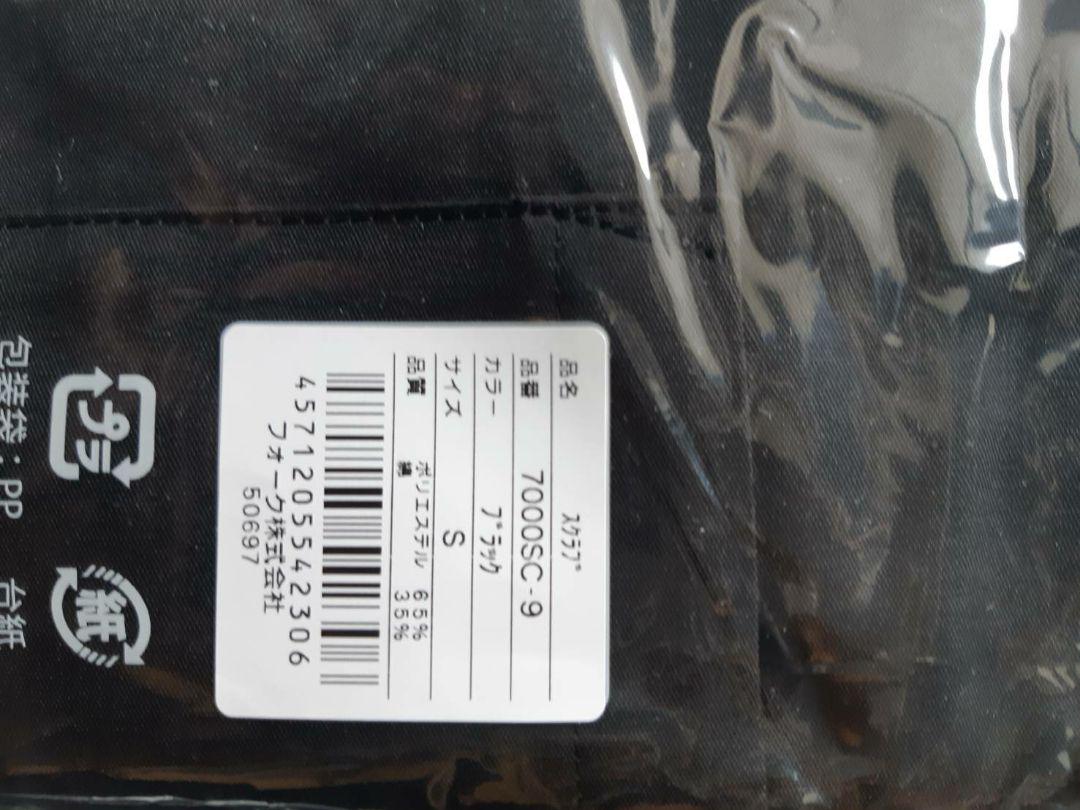 品名 ｽｸﾗﾌﾞ
品番 7000SC-9
カラー ﾌﾞﾗｯｸ
サイズ S
品質 ポリエステル 65%
綿 35%
4571205542306
フォーク株式会社
50697
プラ
包装袋：PP
紙
台紙